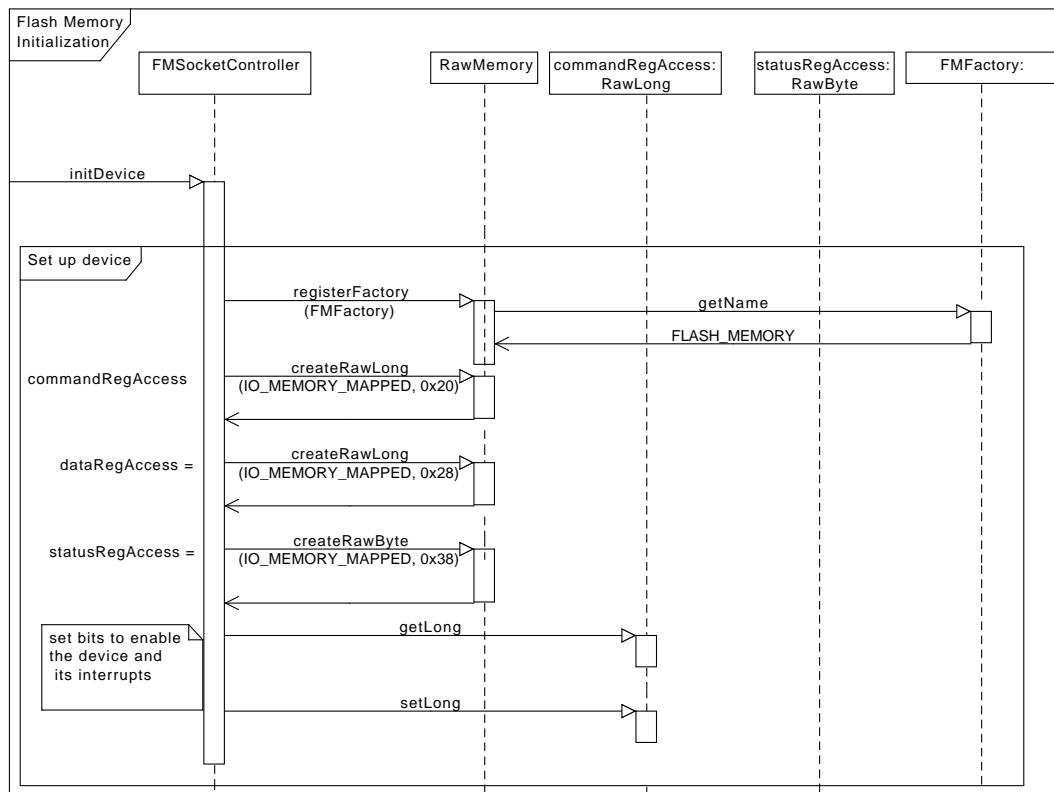 Flash Memory
Initialization
FMSocketController
RawMemory
commandRegAccess:
RawLong
statusRegAccess:
RawByte
FMFactory:
initDevice
Set up device
registerFactory
(FMFactory)
getName
FLASH_MEMORY
commandRegAccess
createRawLong
(IO_MEMORY_MAPPED, 0x20)
dataRegAccess =
createRawLong
(IO_MEMORY_MAPPED, 0x28)
statusRegAccess =
createRawByte
(IO_MEMORY_MAPPED, 0x38)
set bits to enable
the device and
its interrupts
getLong
setLong